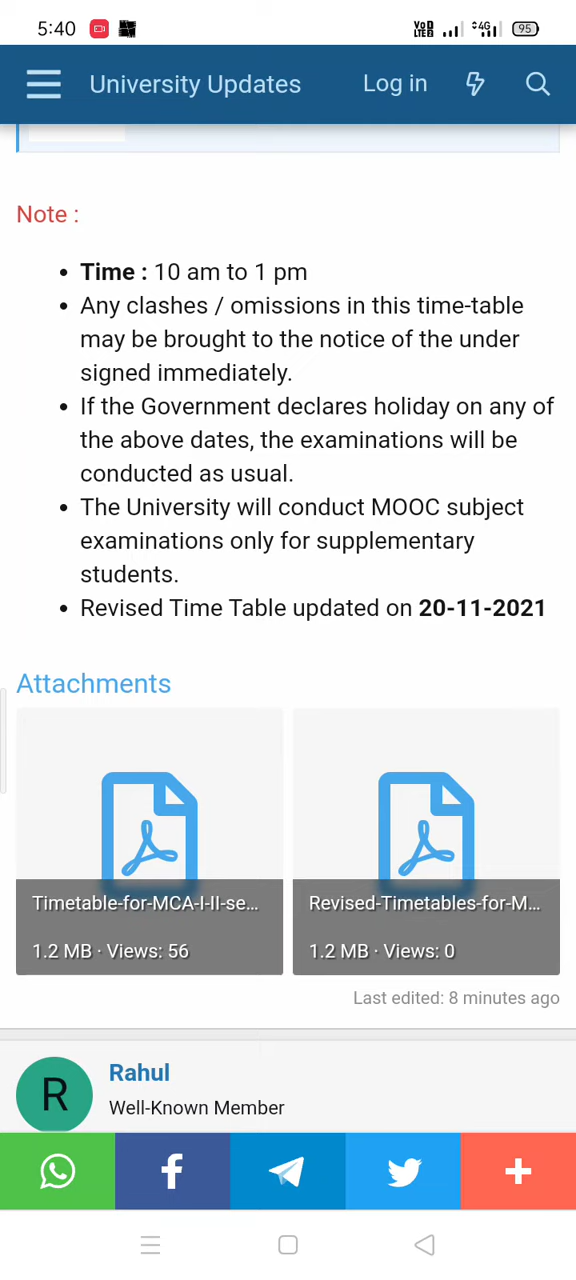 5:40
Vo D
LTE 2
4G
95
University Updates
Log in
Note :
Time : 10 am to 1 pm
Any clashes / omissions in this time-table
may be brought to the notice of the under
signed immediately.
If the Government declares holiday on any of
the above dates, the examinations will be
conducted as usual.
The University will conduct MOOC subject
examinations only for supplementary
students.
Revised Time Table updated on 20-11-2021
Attachments
Timetable-for-MCA-I-II-se...
1.2 MB · Views: 56
Revised-Timetables-for-M...
1.2 MB · Views: 0
Last edited: 8 minutes ago
R
Rahul
Well-Known Member